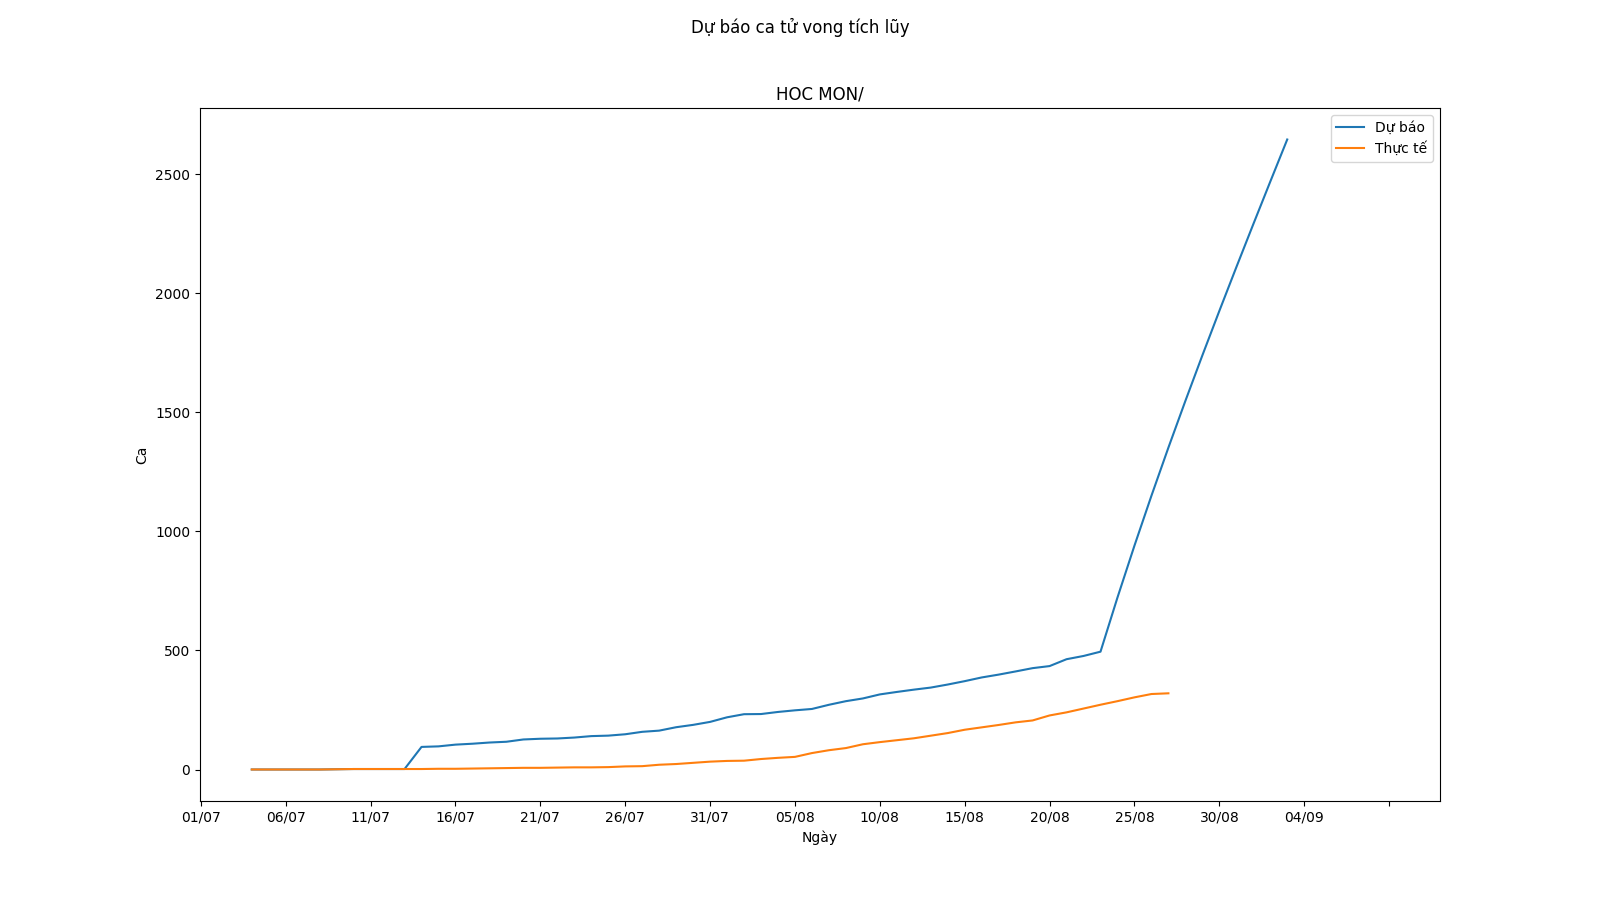 Dự báo ca tử vong tích lũy
HOC MON/
Dự báo
Thực tế
2500
2000
1500
1000
500
0
Ca
01/07 06/07 11/07 16/07 21/07 26/07 31/07 05/08 10/08 15/08 20/08 25/08 30/08 04/09
Ngày